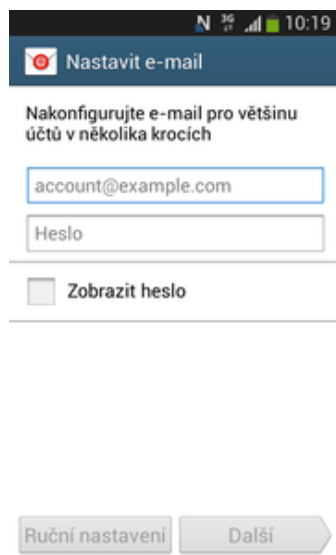 3G 10:19
Nastavit e-mail
Nakonfigurujte e-mail pro většinu
účtů v několika krocích
account@example.com
Heslo
Zobrazit heslo
Ruční nastavení Další